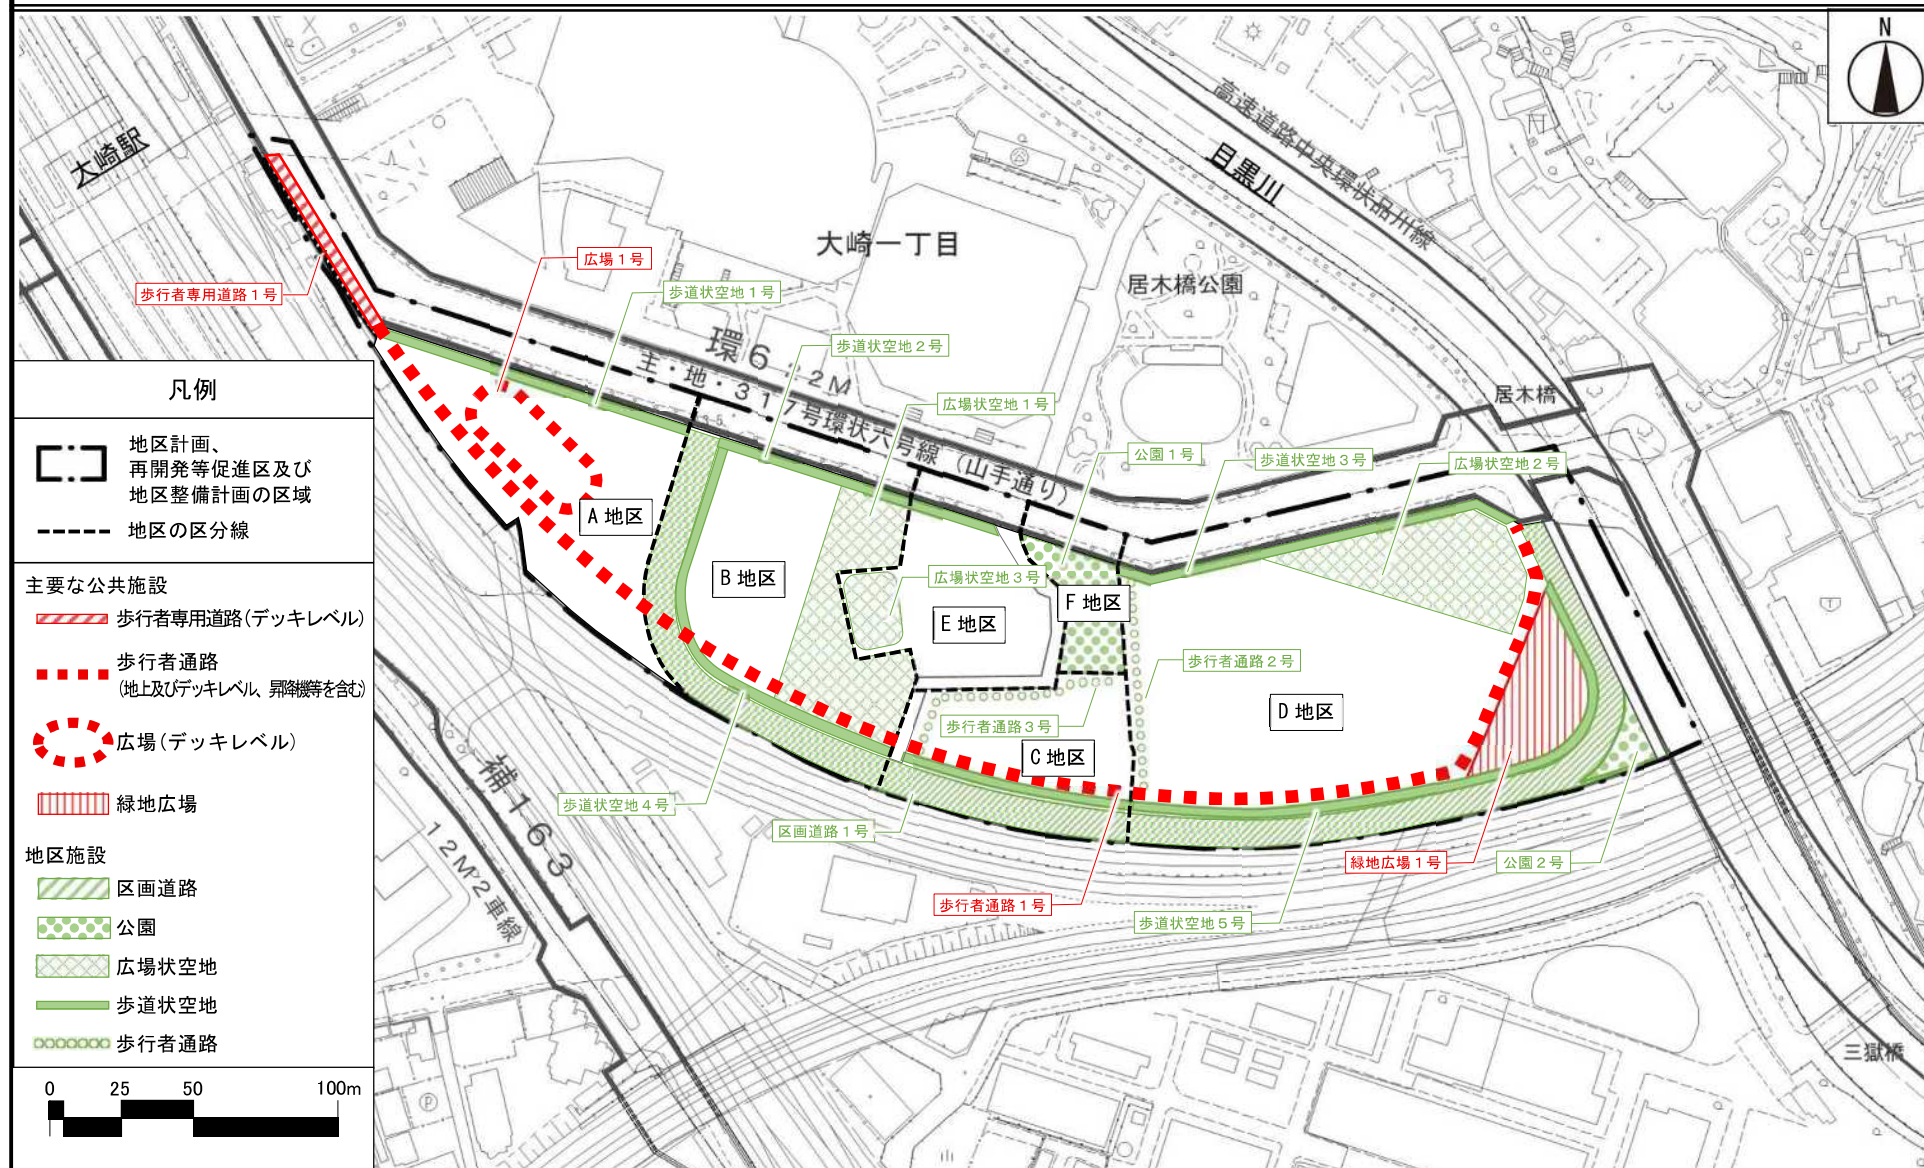 N
大崎駅
高速道路中央環状品川線
目黒川
大崎一丁目
居木橋公園
広場1号
歩行者専用道路1号
歩道状空地1号
環6
22M
主・地・317号環状六号線(山手通り)
歩道状空地2号
広場状空地1号
公園1号
歩道状空地3号
広場状空地2号
居木橋
A地区
B地区
広場状空地3号
E地区
F地区
歩行者通路2号
D地区
歩行者通路3号
C地区
歩道状空地4号
区画道路1号
補163
12M 2車線
歩行者通路1号
歩道状空地5号
緑地広場1号
公園2号
三獄橋
凡例
地区計画、
再開発等促進区及び
地区整備計画の区域
地区の区分線
主要な公共施設
歩行者専用道路(デッキレベル)
歩行者通路
(地上及びデッキレベル、昇降機等を含む)
広場(デッキレベル)
緑地広場
地区施設
区画道路
公園
広場状空地
歩道状空地
歩行者通路
0 25 50 100m